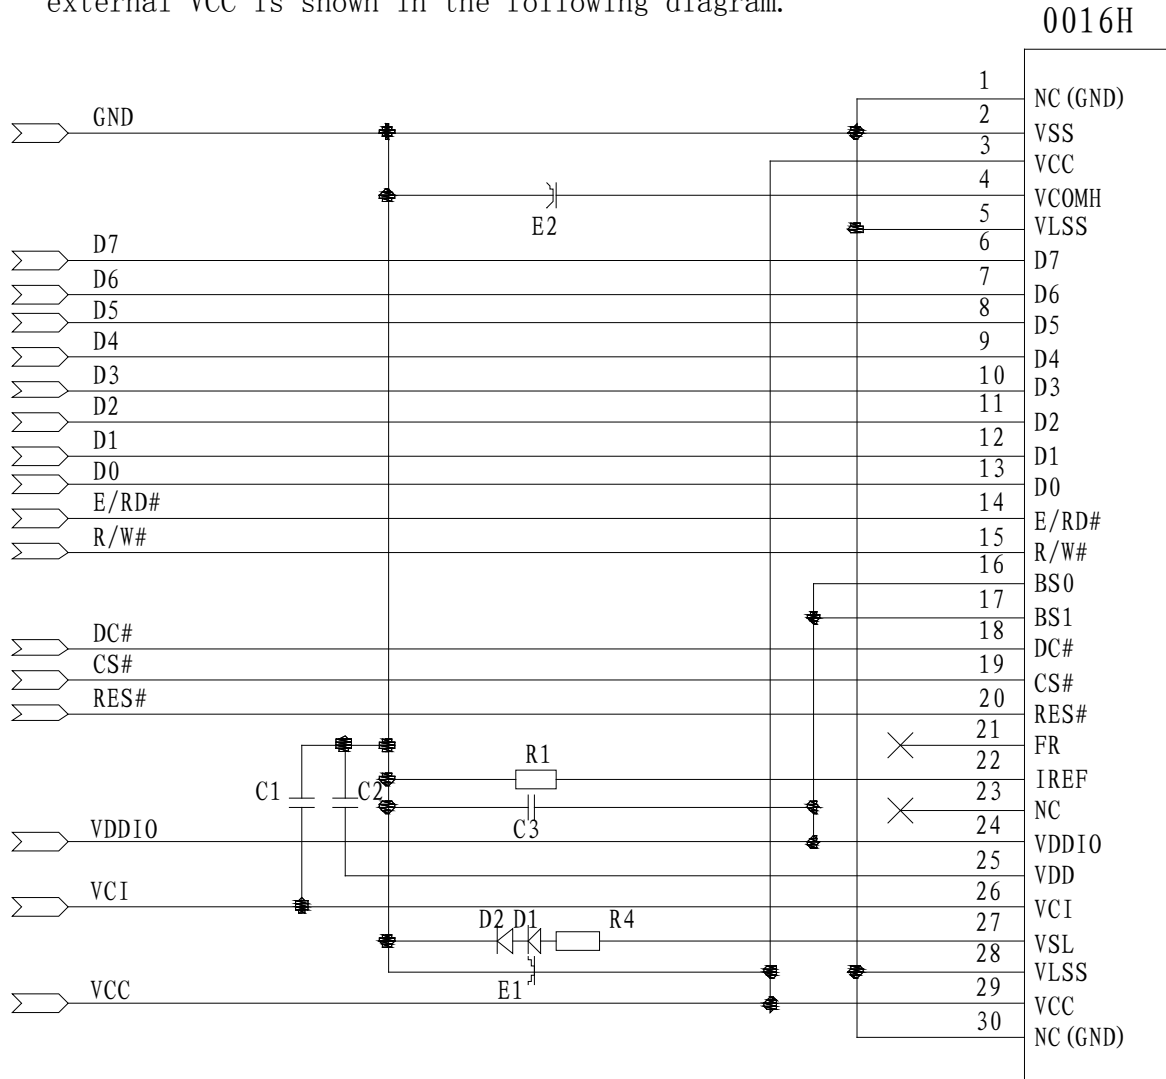 external VCC is shown in the following diagram.
0016H
1
NC(GND)
GND
2
VSS
3
VCC
4
VCOMH
E2
5
VLSS
D7
6
D7
D6
7
D6
D5
8
D5
D4
9
D4
D3
10
D3
D2
11
D2
D1
12
D1
D0
13
D0
E/RD#
14
E/RD#
R/W#
15
R/W#
16
BS0
17
BS1
DC#
18
DC#
CS#
19
CS#
RES#
20
RES#
21
FR
R1
22
IREF
C1
C2
23
NC
C3
VDDIO
24
VDDIO
25
VDD
VCI
26
VCI
D2 D1 R4
27
VSL
28
VLSS
E1
VCC
29
VCC
30
NC(GND)